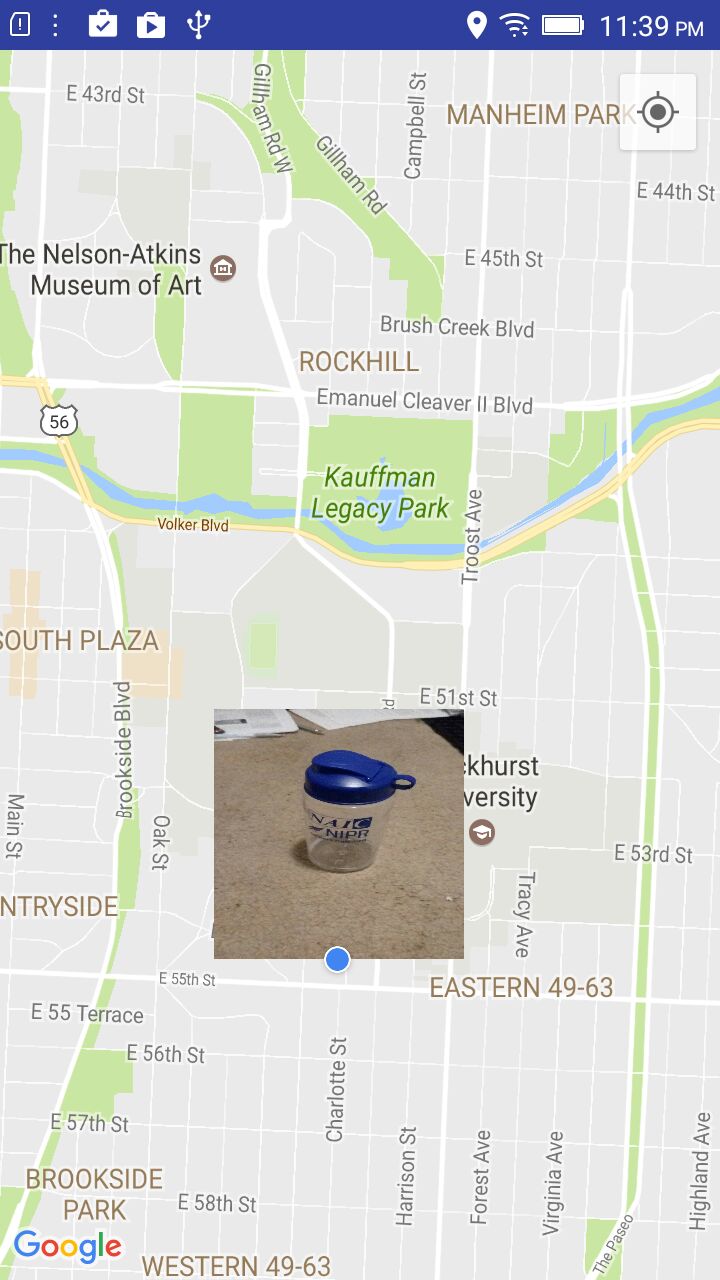 11:39 PM
E 43rd St
Gillham Rd W
Campbell St
MANHEIM PARK
Gillham Rd
E 44th St
The Nelson-Atkins
Museum of Art
E 45th St
Brush Creek Blvd
ROCKHILL
Emanuel Cleaver II Blvd
56
Kauffman
Legacy Park
Volker Blvd
Troost Ave
SOUTH PLAZA
E 51st St
Brookside Blvd
ckhurst
versity
NAIC
NIPR
Main St
Oak St
E 53rd St
Tracy Ave
NTRYSIDE
E 55th St
EASTERN 49-63
E 55 Terrace
E 56th St
Charlotte St
E 57th St
Harrison St
Forest Ave
Virginia Ave
Highland Ave
BROOKSIDE
PARK
E 58th St
The Paseo
Google
WESTERN 49-63